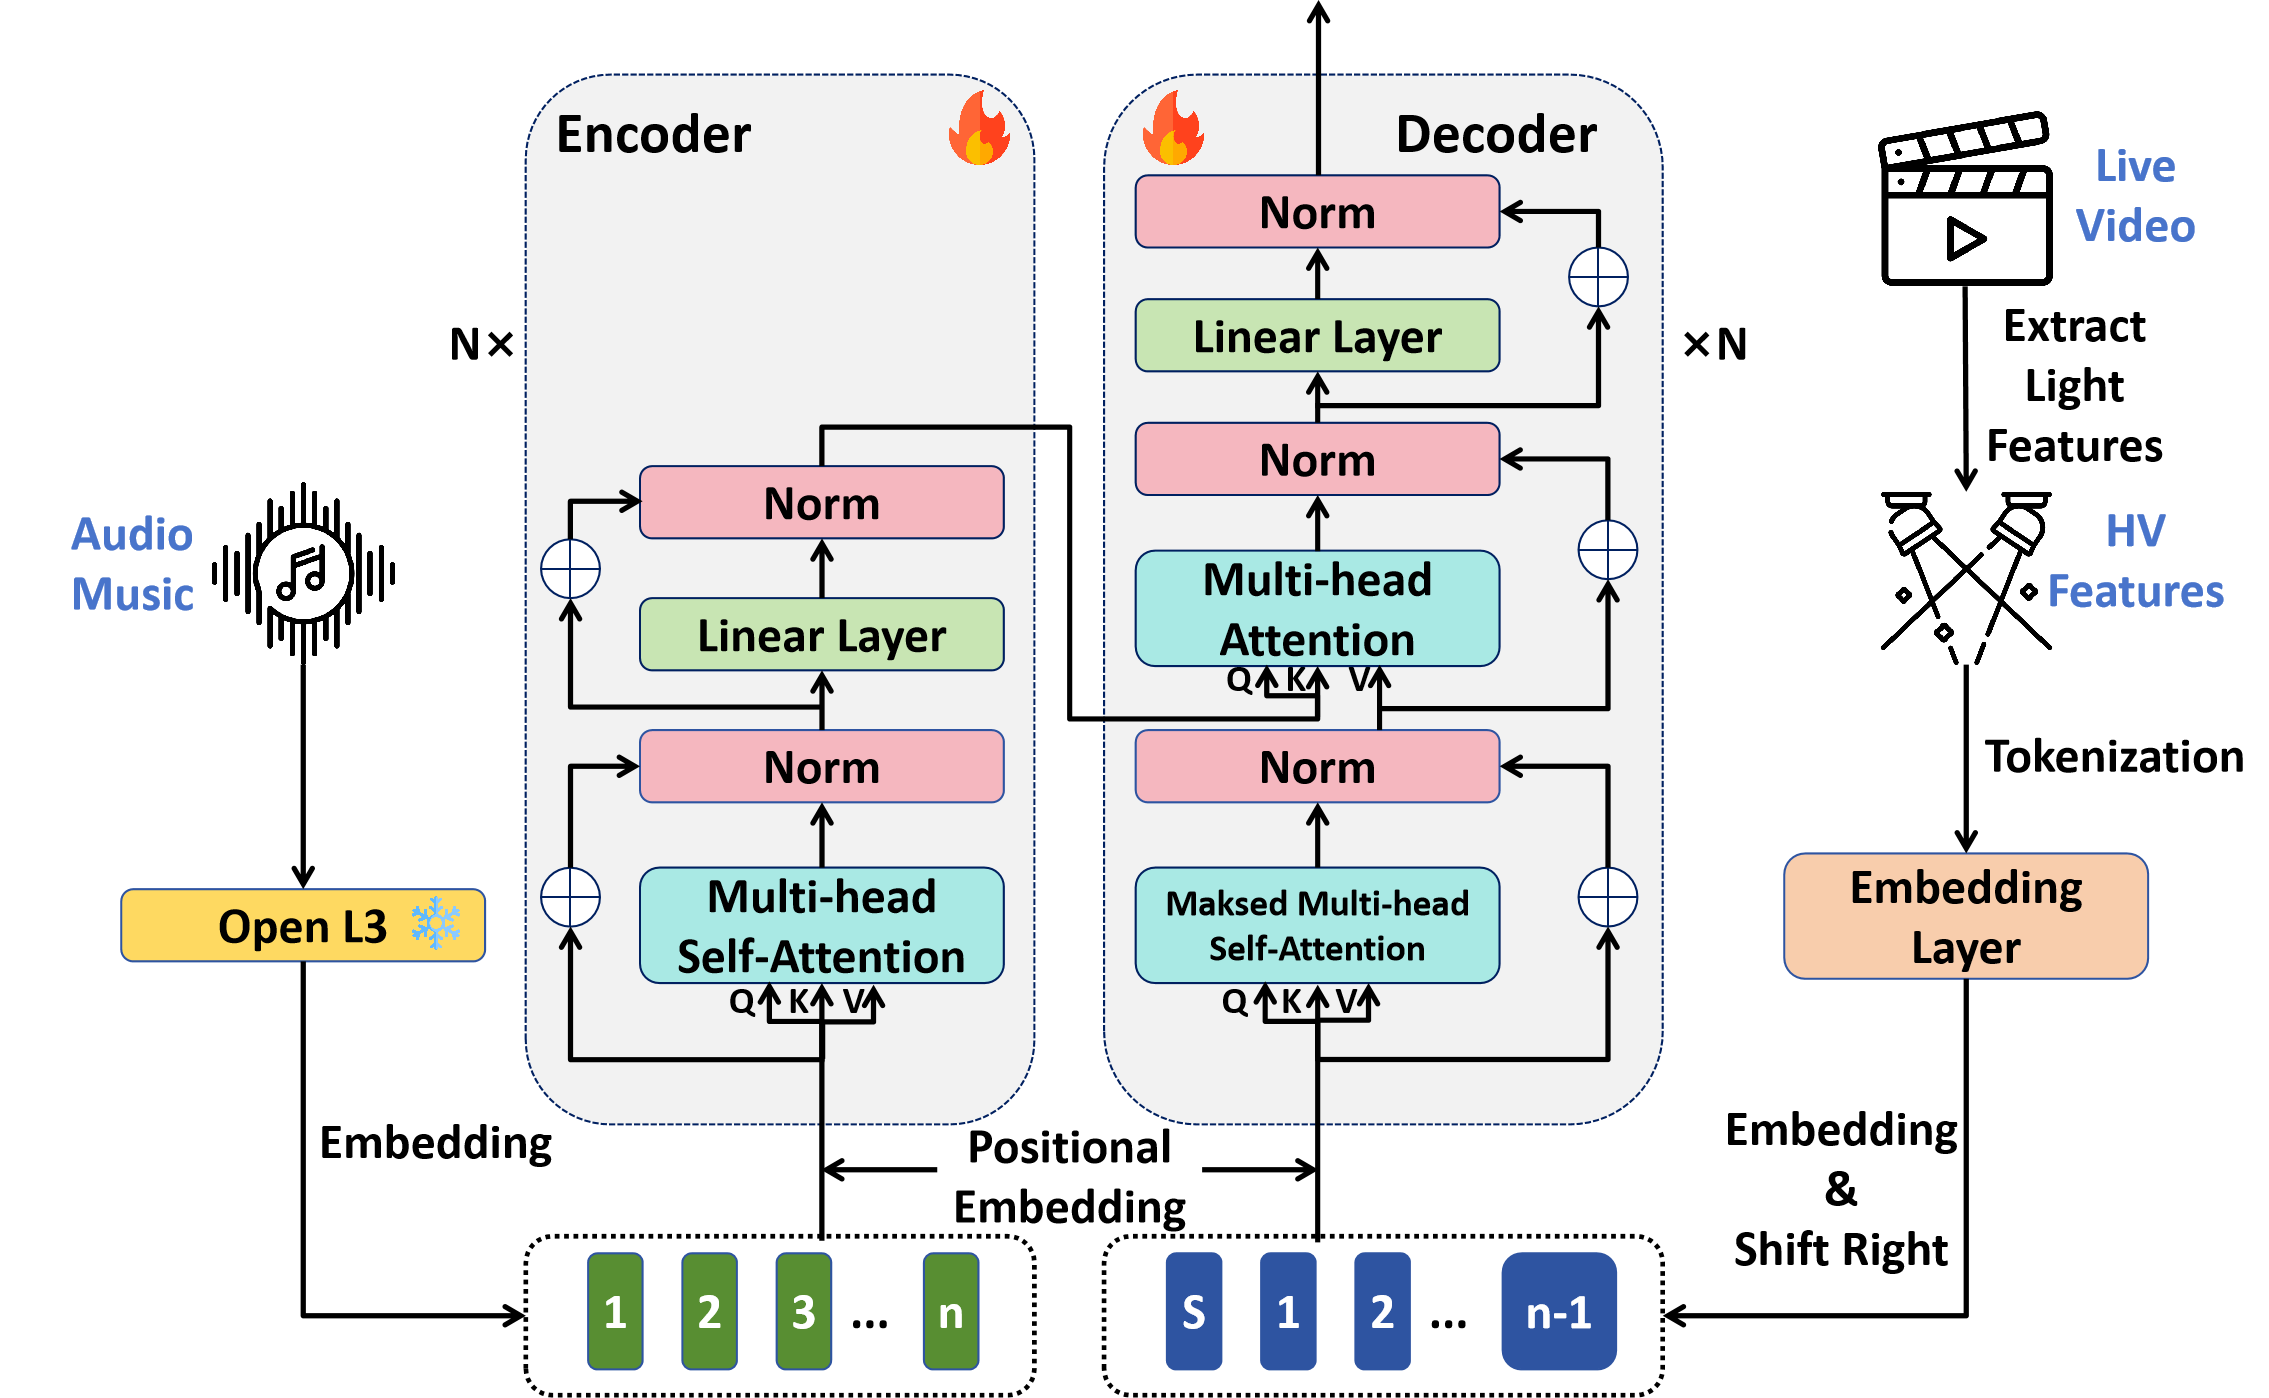 Encoder
Decoder
Norm
Linear Layer
Norm
Multi-head
Attention
Q K V
Norm
Maksed Multi-head
Self-Attention
Q K V
N×
×N
Norm
Linear Layer
Norm
Multi-head
Self-Attention
Q K V
Audio
Music
Open L3
Embedding
Positional
Embedding
1 2 3 ... n
S 1 2 ... n-1
Live
Video
Extract
Light
Features
HV
Features
Tokenization
Embedding
Layer
Embedding
&
Shift Right